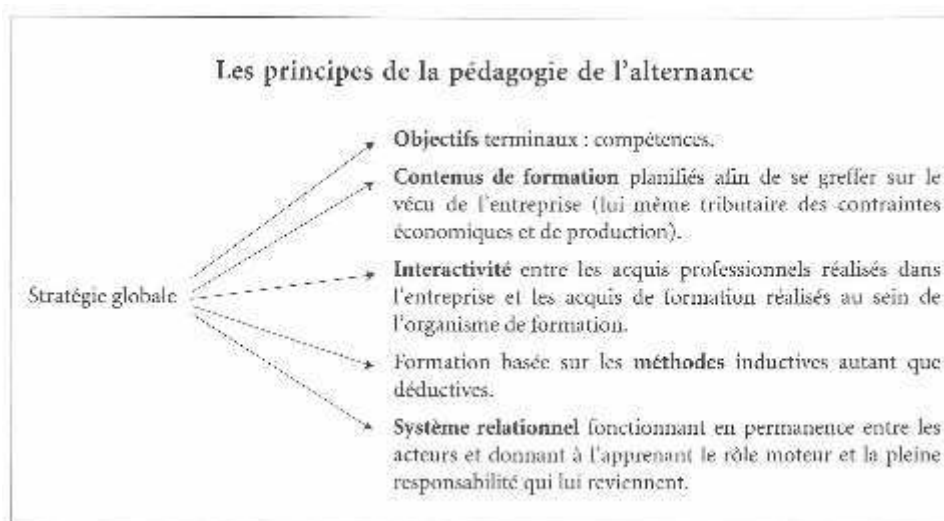 Les principes de la pédagogie de l'alternance
Objectifs terminaux : compétences.
Contenus de formation planifiés afin de se greffer sur le
vécu de l'entreprise (lui même tributaire des contraintes
économiques et de production).
Stratégie globale
Interactivité entre les acquis professionnels réalisés dans
l'entreprise et les acquis de formation réalisés au sein de
l'organisme de formation.
Formation basée sur les méthodes inductives autant que
déductives.
Système relationnel fonctionnant en permanence entre les
acteurs et donnant à l'apprenant le rôle moteur et la pleine
responsabilité qui lui reviennent.